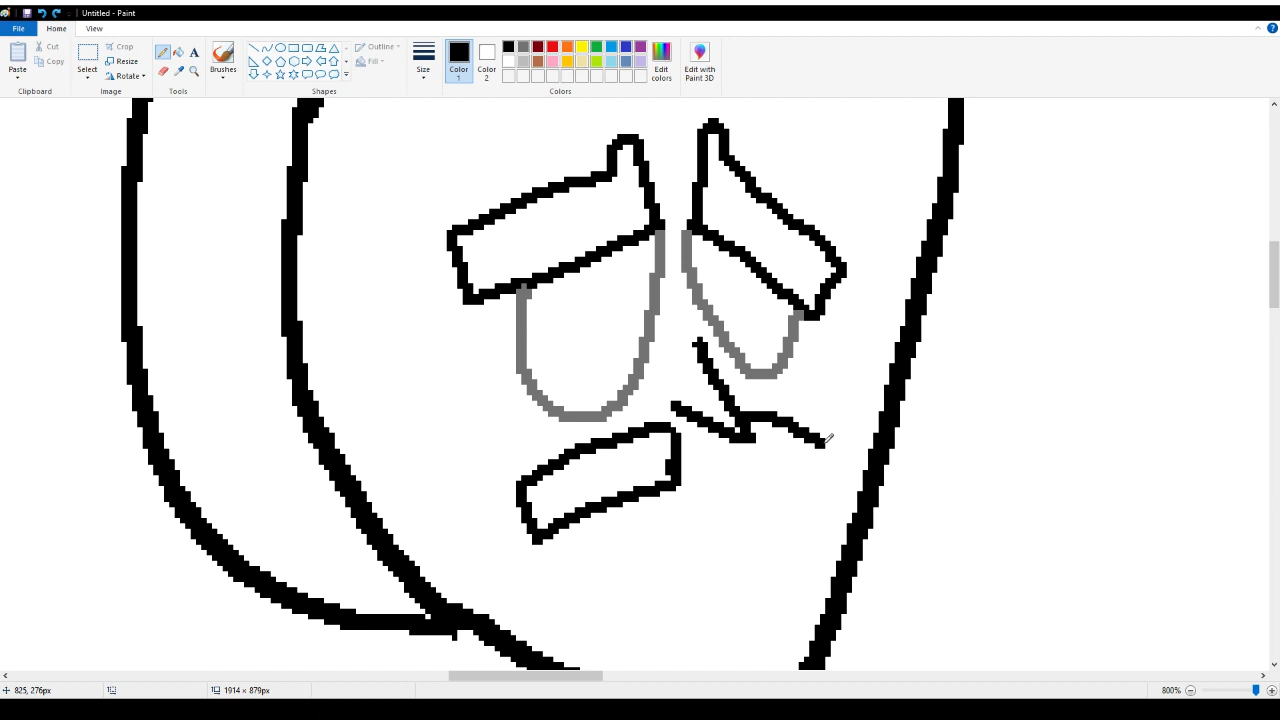 Untitled - Paint
File Home View
Paste
Cut
Copy
Clipboard
Select
Crop
Resize
Rotate
Image
Tools
Brushes
Shapes
Outline
Fill
Size
Color 1
Color 2
Edit colors
Colors
Edit with Paint 3D
825, 276px
1914 × 879px
800%